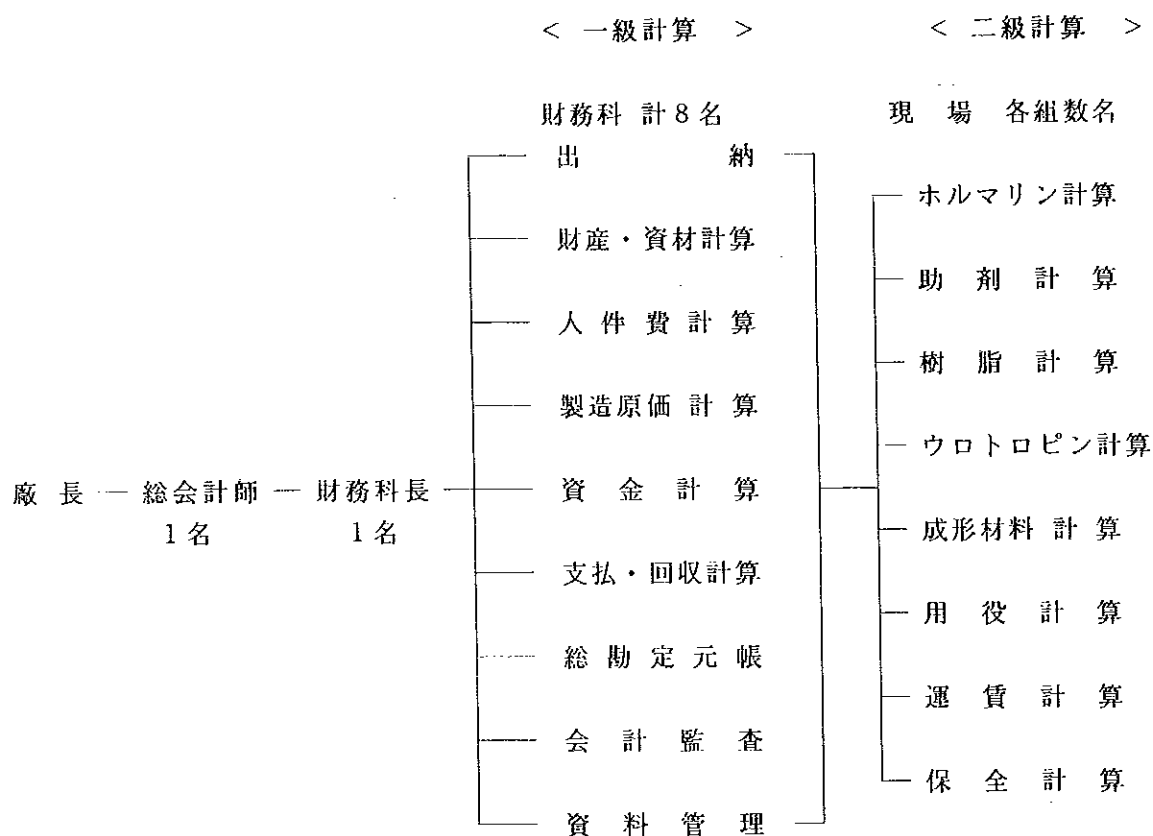 < 一級計算 > < 二級計算 >
財務科 計8名 現場 各組数名
出納
ホルマリン計算
財産・資材計算
助剤計算
人件費計算
樹脂計算
製造原価計算
ウロトロピン計算
廠長 総会計師 財務科長 資金計算
1名 1名
成形材料計算
支払・回収計算
用役計算
総勘定元帳
運賃計算
会計監査
保全計算
資料管理